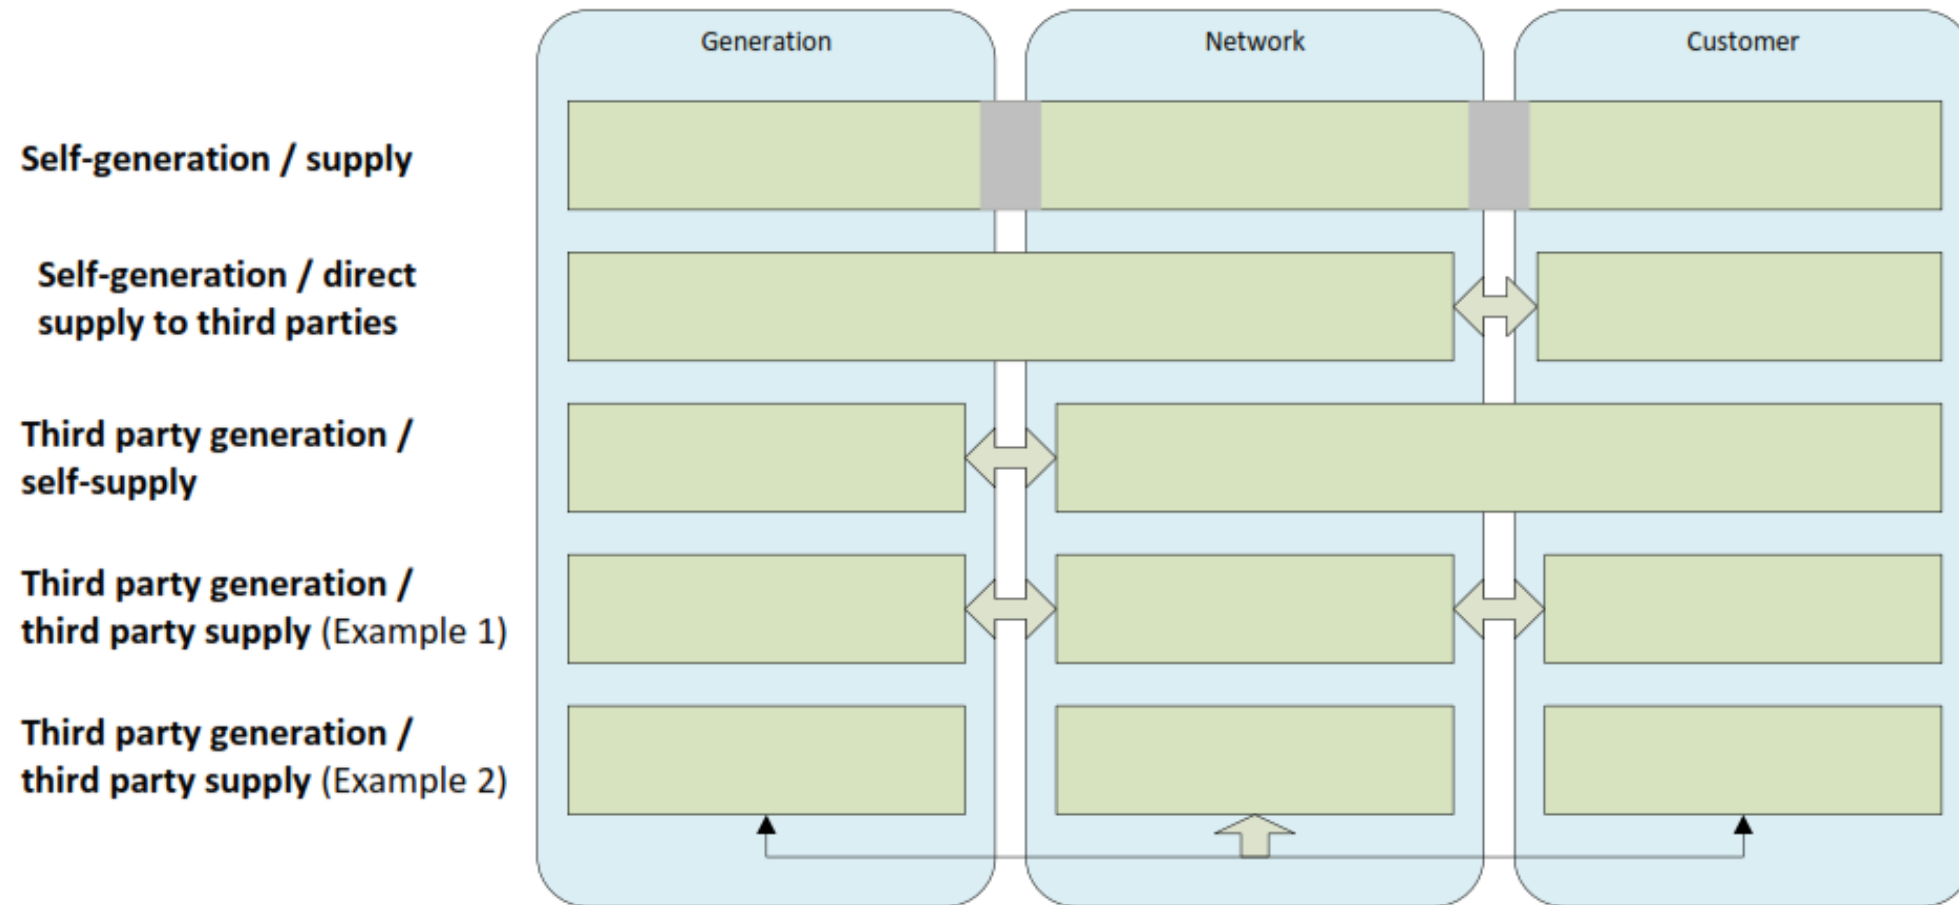 Generation
Network
Customer
Self-generation / supply
Self-generation / direct
supply to third parties
Third party generation /
self-supply
Third party generation /
third party supply (Example 1)
Third party generation /
third party supply (Example 2)